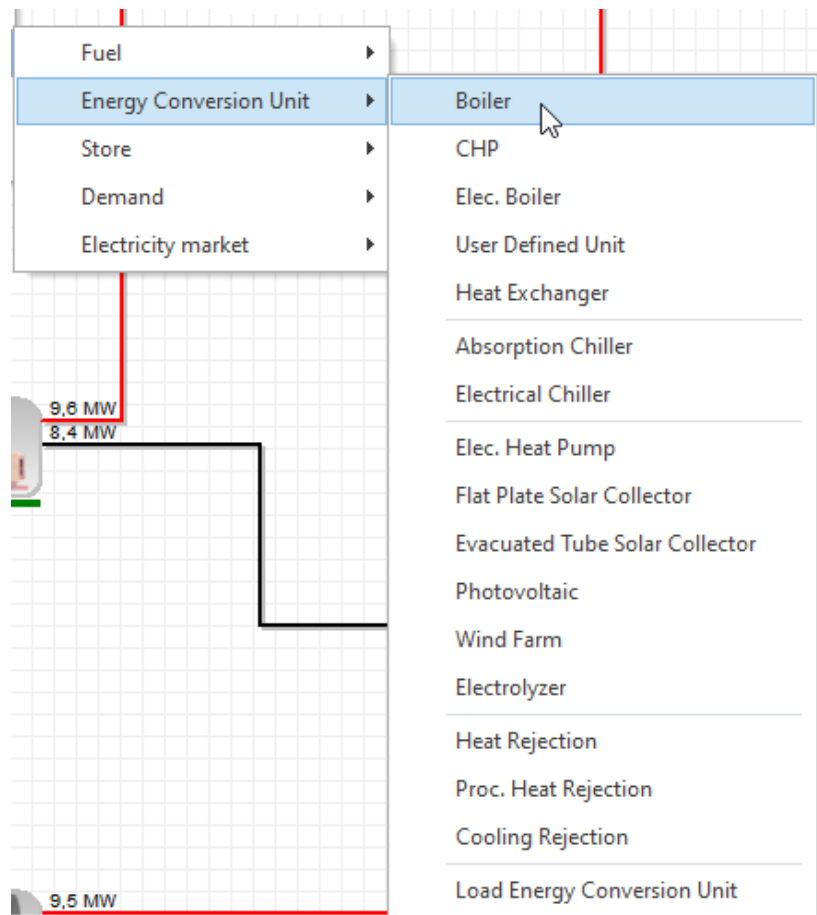 Fuel
Energy Conversion Unit
Store
Demand
Electricity market
Boiler
CHP
Elec. Boiler
User Defined Unit
Heat Exchanger
Absorption Chiller
Electrical Chiller
Elec. Heat Pump
Flat Plate Solar Collector
Evacuated Tube Solar Collector
Photovoltaic
Wind Farm
Electrolyzer
Heat Rejection
Proc. Heat Rejection
Cooling Rejection
Load Energy Conversion Unit
9,6 MW
8,4 MW
9,5 MW